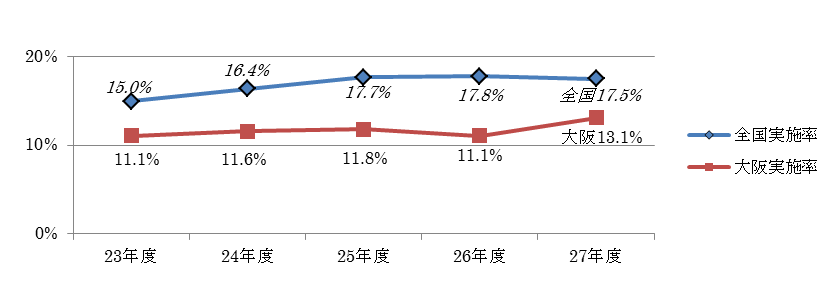 20%
15.0%
16.4%
17.7%
17.8%
全国17.5%
10%
11.1%
11.6%
11.8%
11.1%
大阪13.1%
全国実施率
大阪実施率
0%
23年度
24年度
25年度
26年度
27年度